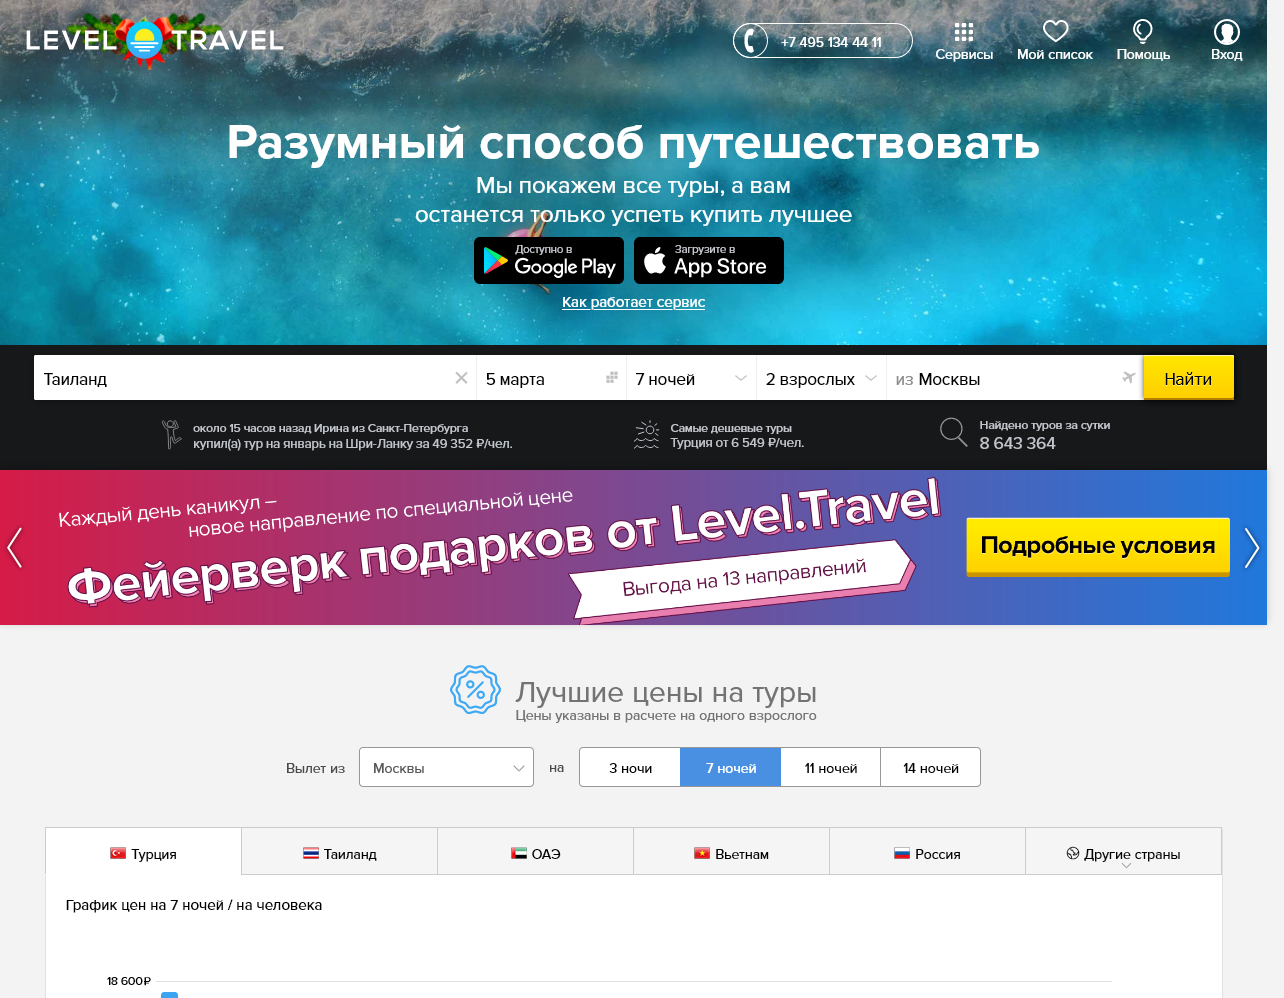 LEVEL TRAVEL
+7 495 134 44 11
Сервисы
Мой список
Помощь
Вход
Разумный способ путешествовать
Мы покажем все туры, а вам
останется только успеть купить лучшее
Доступно в
Google Play
Загрузите в
App Store
Как работает сервис
Таиланд
5 марта
7 ночей
2 взрослых
из Москвы
Найти
около 15 часов назад Ирина из Санкт-Петербурга
купил(а) тур на январь на Шри-Ланку за 49 352 ₽/чел.
Самые дешевые туры
Турция от 6 549 ₽/чел.
Найдено туров за сутки
8 643 364
Каждый день каникул –
новое направление по специальной цене
Фейерверк подарков от Level.Travel
Выгода на 13 направлений
Подробные условия
Лучшие цены на туры
Цены указаны в расчете на одного взрослого
Вылет из
Москвы
на
3 ночи
7 ночей
11 ночей
14 ночей
Турция
Таиланд
ОАЭ
Вьетнам
Россия
Другие страны
График цен на 7 ночей / на человека
18 600₽